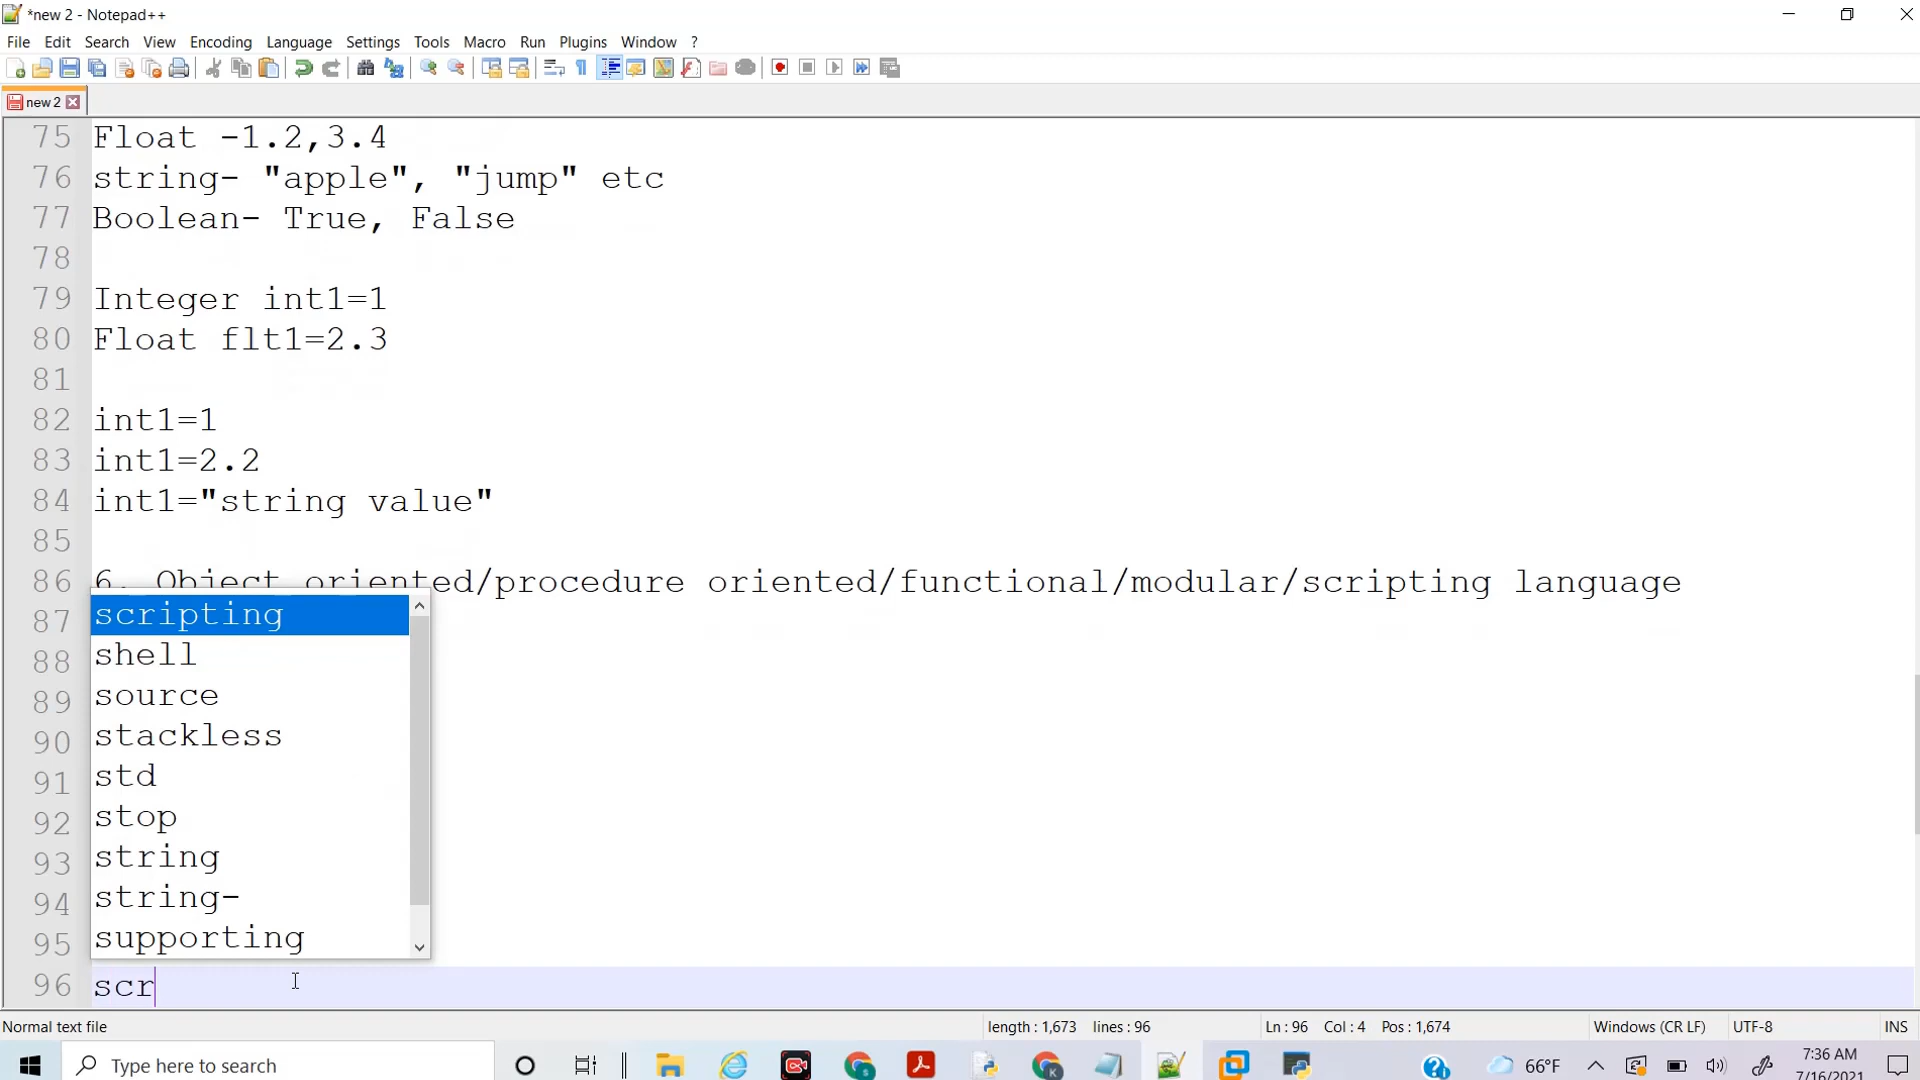 *new 2 - Notepad++
File Edit Search View Encoding Language Settings Tools Macro Run Plugins Window ?
new 2
75 Float -1.2,3.4
76 string- "apple", "jump" etc
77 Boolean- True, False
78
79 Integer int1=1
80 Float flt1=2.3
81
82 int1=1
83 int1=2.2
84 int1="string value"
85
86 6. Object oriented/procedure oriented/functional/modular/scripting language
87 scripting
88 shell
89 source
90 stackless
91 std
92 stop
93 string
94 string-
95 supporting
96 scr
Normal text file length : 1,673 lines : 96 Ln : 96 Col : 4 Pos : 1,674 Windows (CR LF) UTF-8 INS
Type here to search 66°F 7:36 AM
7/16/2021